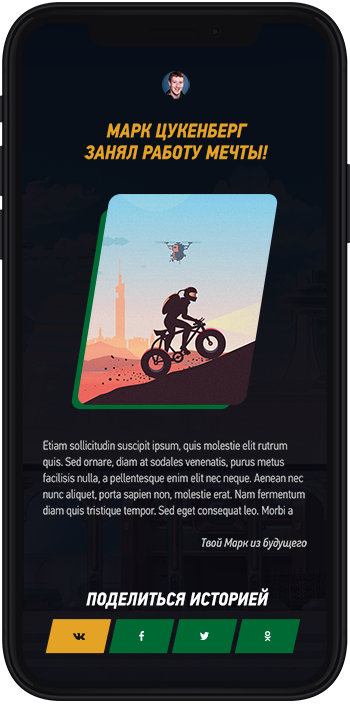 МАРК ЦУКЕНБЕРГ
ЗАНЯЛ РАБОТУ МЕЧТЫ!
Etiam sollicitudin suscipit ipsum, quis molestie elit rutrum
quis. Sed ornare, diam at sodales venenatis, purus metus
facilisis nulla, a pellentesque enim elit nec neque. Aenean nec
nunc aliquet, porta sapien non, molestie erat. Nam fermentum
diam quis tristique tempor. Sed eget consequat leo. Morbi a
Твой Марк из будущего
ПОДЕЛИТЬСЯ ИСТОРИЕЙ